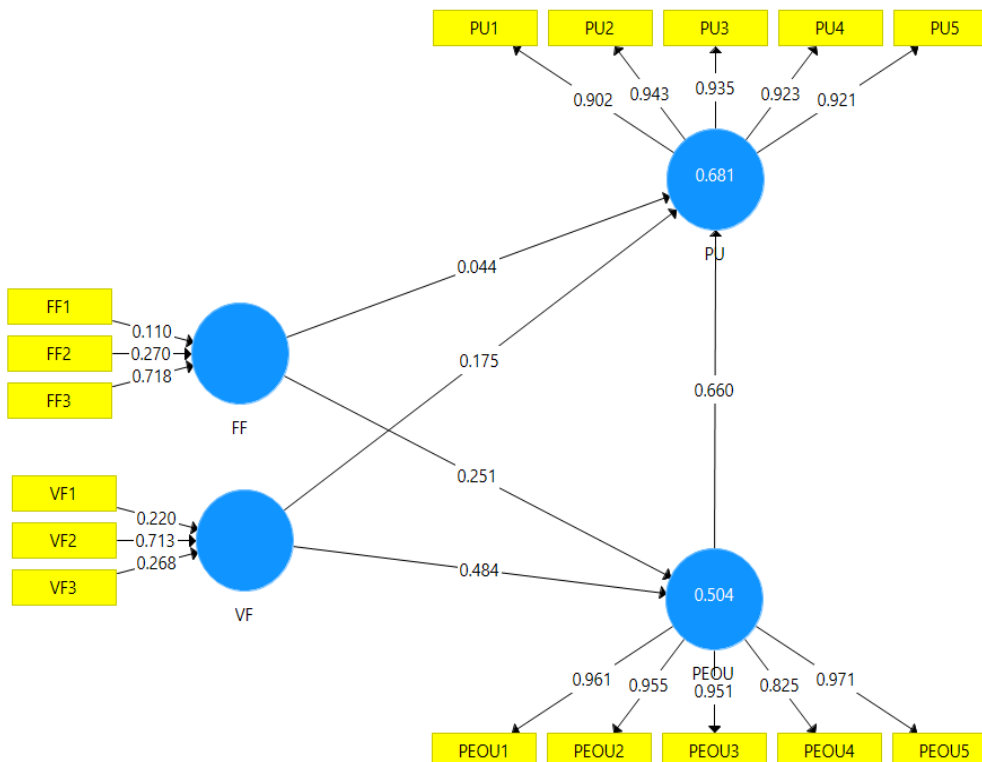 PU1 PU2 PU3 PU4 PU5
0.902 0.943 0.935 0.923 0.921
0.681
PU
0.044
FF1
FF2
FF3
0.110
0.270
0.718
FF
0.175
0.660
0.251
VF1
VF2
VF3
0.220
0.713
0.268
VF
0.484
0.504
PEOU
0.961 0.955 0.951 0.825 0.971
PEOU1 PEOU2 PEOU3 PEOU4 PEOU5